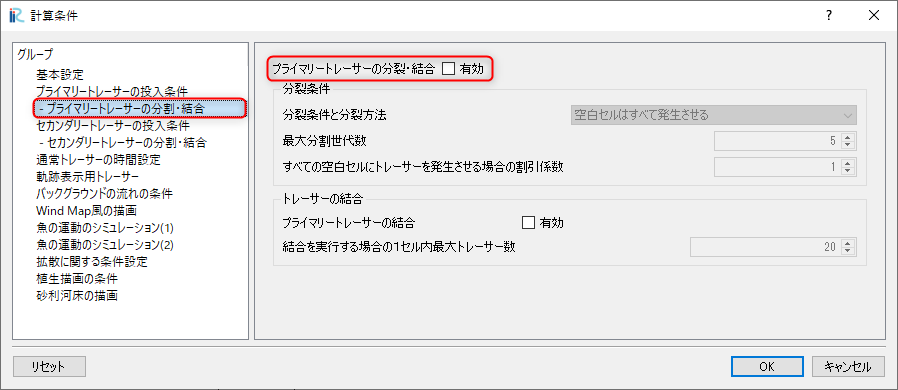 計算条件
グループ
基本設定
プライマリートレーサーの投入条件
- プライマリートレーサーの分割・結合
セカンダリートレーサーの投入条件
- セカンダリートレーサーの分割・結合
通常トレーサーの時間設定
軌跡表示用トレーサー
バックグラウンドの流れの条件
Wind Map風の描画
魚の運動のシミュレーション(1)
魚の運動のシミュレーション(2)
拡散に関する条件設定
植生描画の条件
砂利河床の描画
プライマリートレーサーの分裂・結合 有効
分裂条件
分裂条件と分裂方法 空白セルはすべて発生させる
最大分割世代数 5
すべての空白セルにトレーサーを発生させる場合の割引係数 1
トレーサーの結合
プライマリートレーサーの結合 有効
結合を実行する場合の1セル内最大トレーサー数 20
リセット OK キャンセル